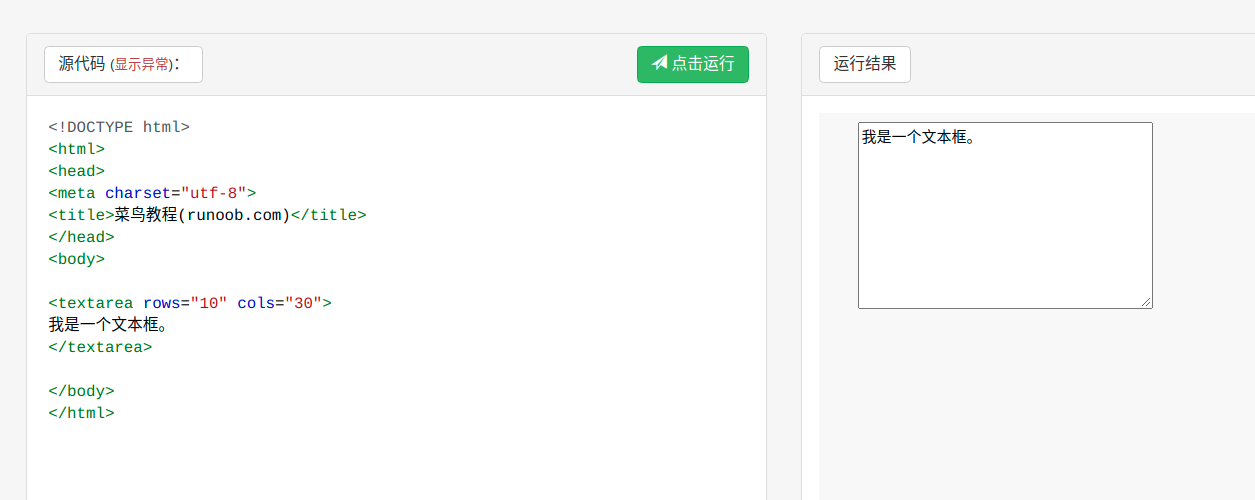 源代码 (显示异常)：
点击运行
<!DOCTYPE html>
<html>
<head>
<meta charset="utf-8">
<title>菜鸟教程(runoob.com)</title>
</head>
<body>
<textarea rows="10" cols="30">
我是一个文本框。
</textarea>
</body>
</html>
运行结果
我是一个文本框。